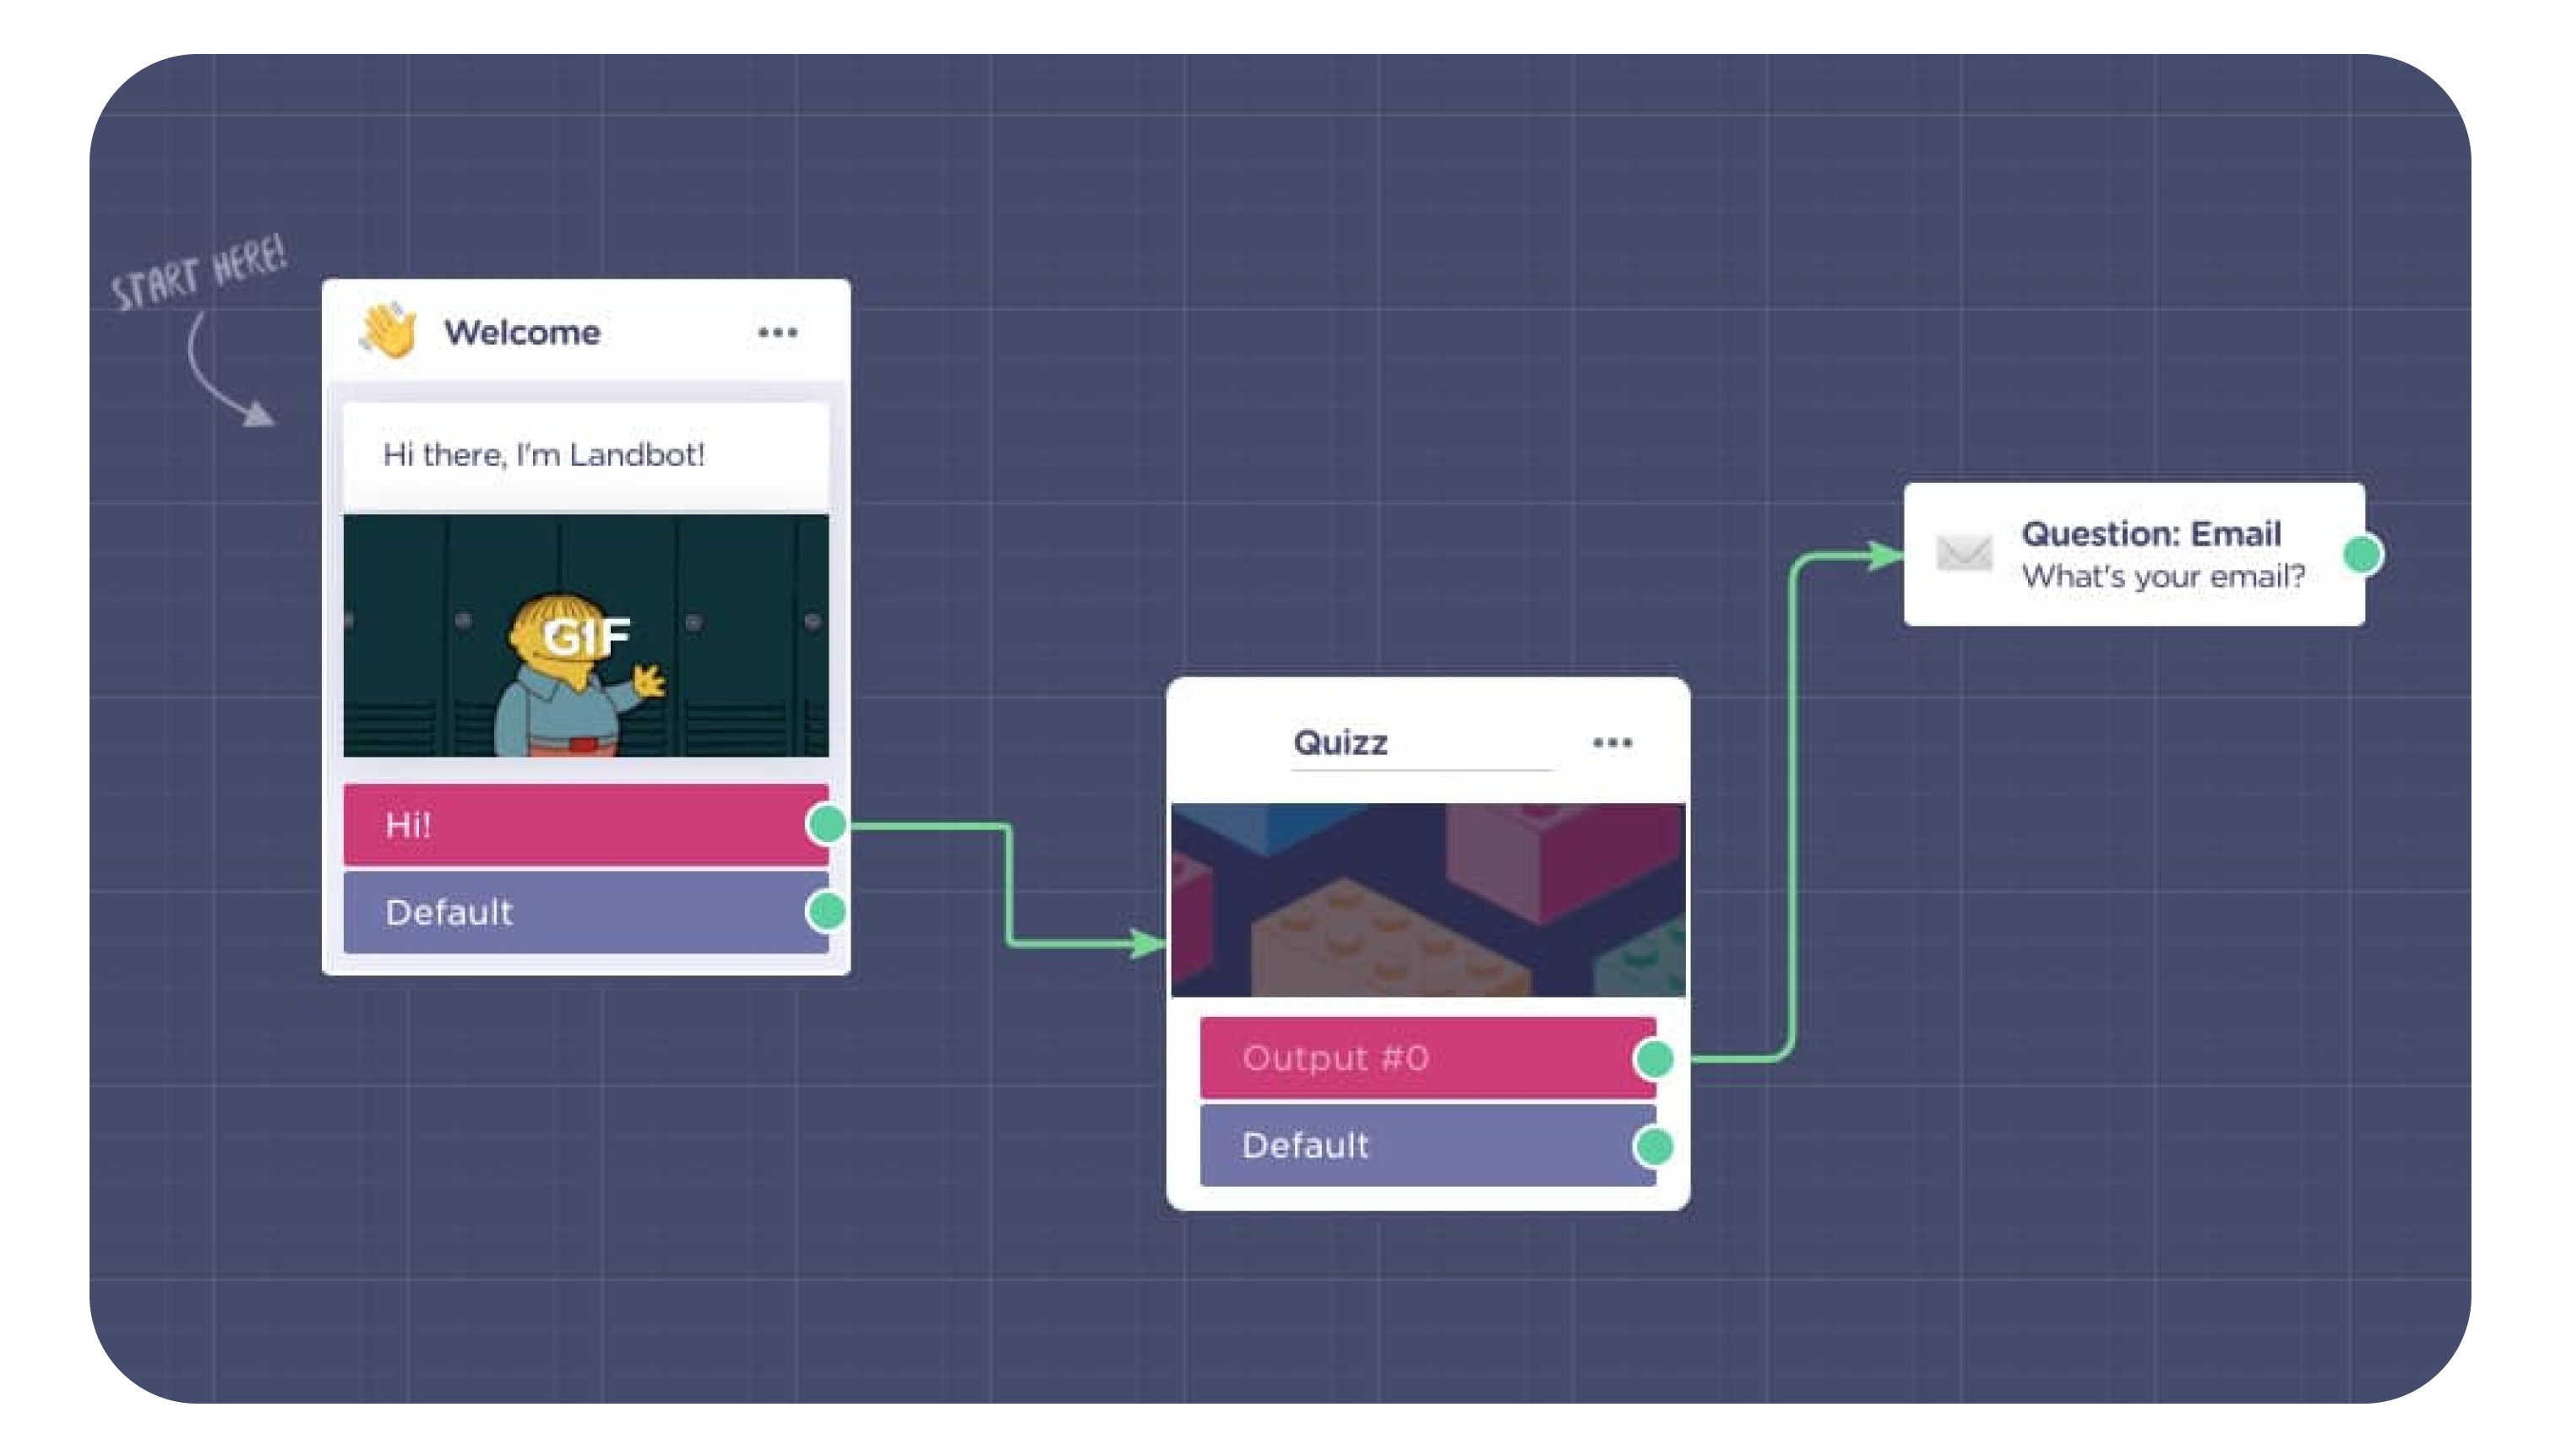 START HERE!
Welcome
Hi there, I'm Landbot!
GIF
Hi!
Default
Quizz
Output #0
Default
Question: Email
What's your email?